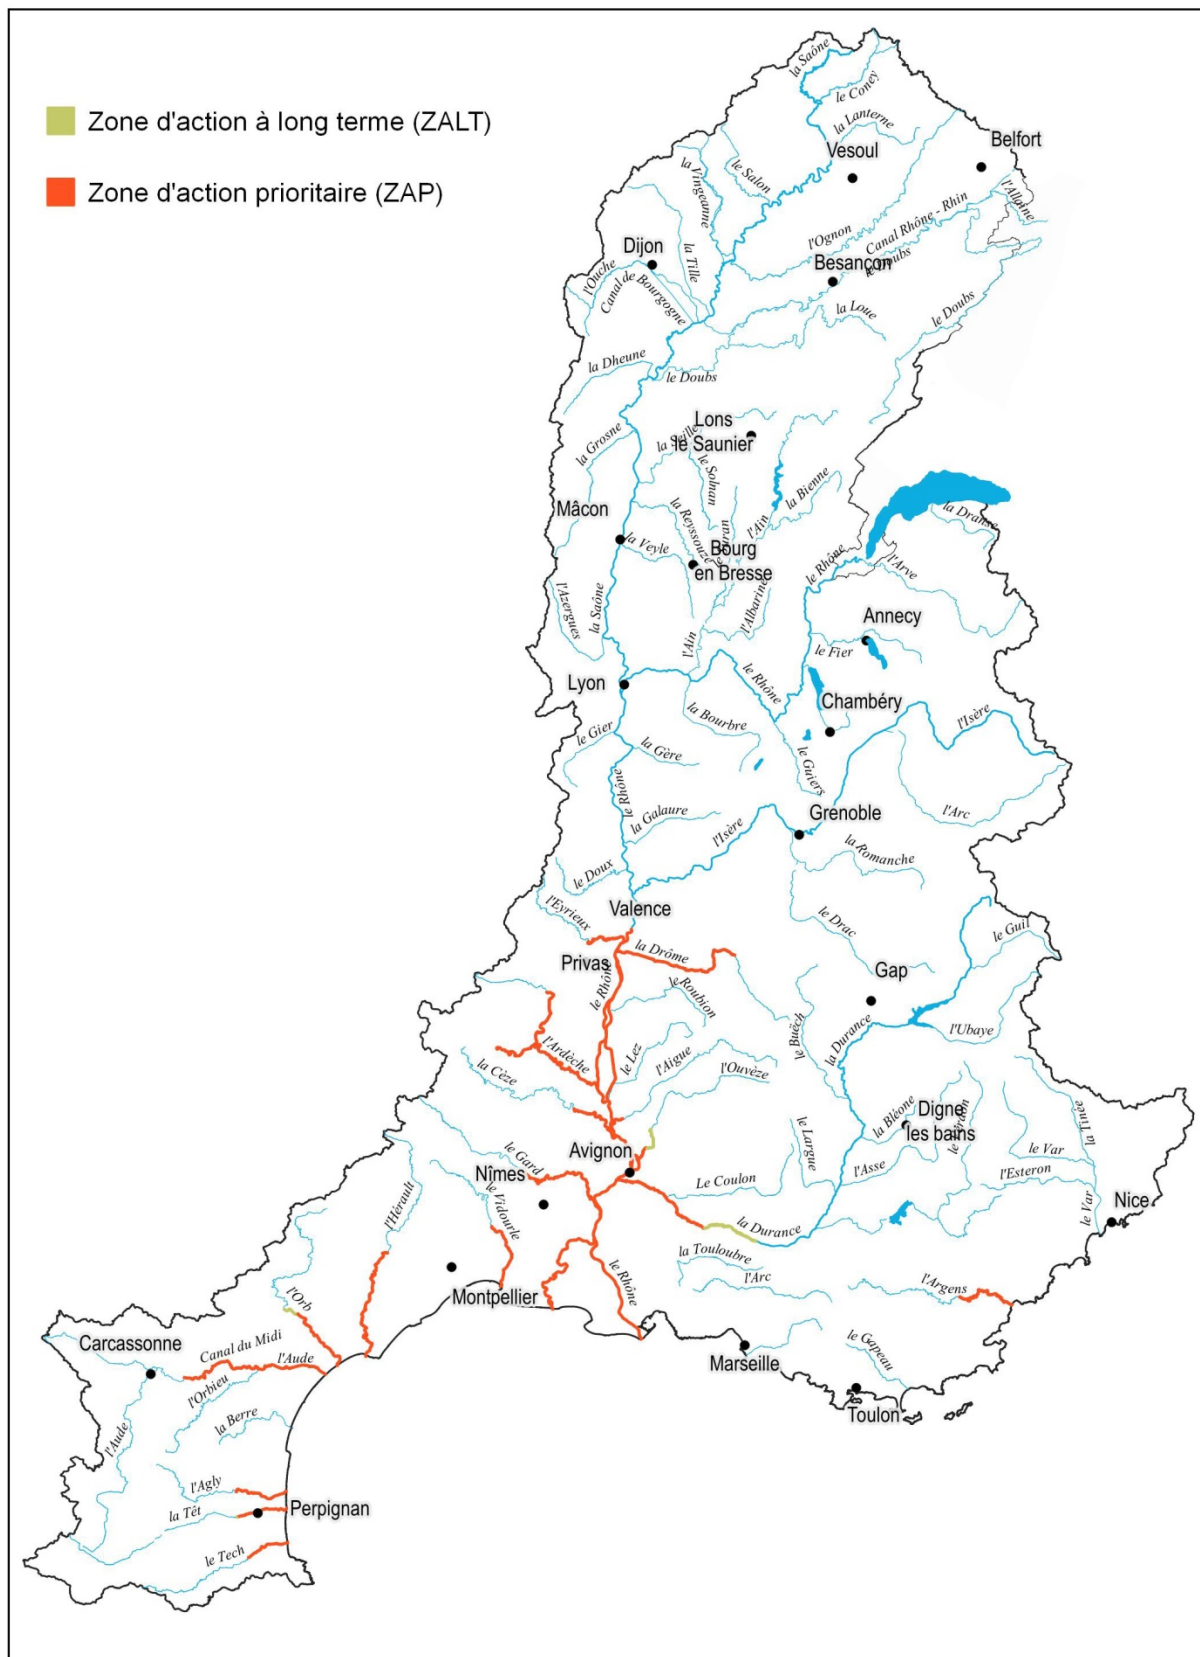 Zone d'action à long terme (ZALT)
Zone d'action prioritaire (ZAP)
la Saône
le Coney
la Lanterne
Vesoul
Belfort
l'Allaine
le Salon
la Vingeanne
l'Ognon
Canal Rhône - Rhin
le Doubs
Besançon
Dijon
la Tille
l'Ouche
Canal de Bourgogne
la Loue
le Doubs
la Dheune
le Doubs
Lons
le Saunier
la Seille
la Grosne
le Solnan
la Bienne
Mâcon
la Reyssouze
l'Ain
la Veyle
Bourg
en Bresse
la Dranse
le Rhône
l'Arve
l'Azergues
la Saône
l'Albarine
Annecy
le Fier
l'Ain
Lyon
le Rhône
Chambéry
l'Isère
la Bourbre
le Gier
la Gère
le Guiers
le Rhône
la Galaure
l'Isère
Grenoble
l'Arc
la Romanche
le Doux
Valence
l'Eyrieux
le Drac
le Guil
Privas
la Drôme
Gap
le Rhône
le Roubion
le Buëch
la Durance
l'Ubaye
l'Ardèche
le Lez
l'Aigue
l'Ouvèze
la Cèze
la Bléone
Digne
les bains
le Verdon
la Tinée
le Largue
le Var
Avignon
le Gard
Nîmes
Le Coulon
l'Asse
l'Esteron
l'Hérault
le Vidourle
la Durance
le Var
Nice
la Touloubre
l'Arc
le Rhône
l'Argens
Montpellier
l'Orb
Marseille
le Gapeau
Toulon
Carcassonne
Canal du Midi
l'Aude
l'Orbieu
la Berre
l'Aude
l'Agly
la Têt
Perpignan
le Tech